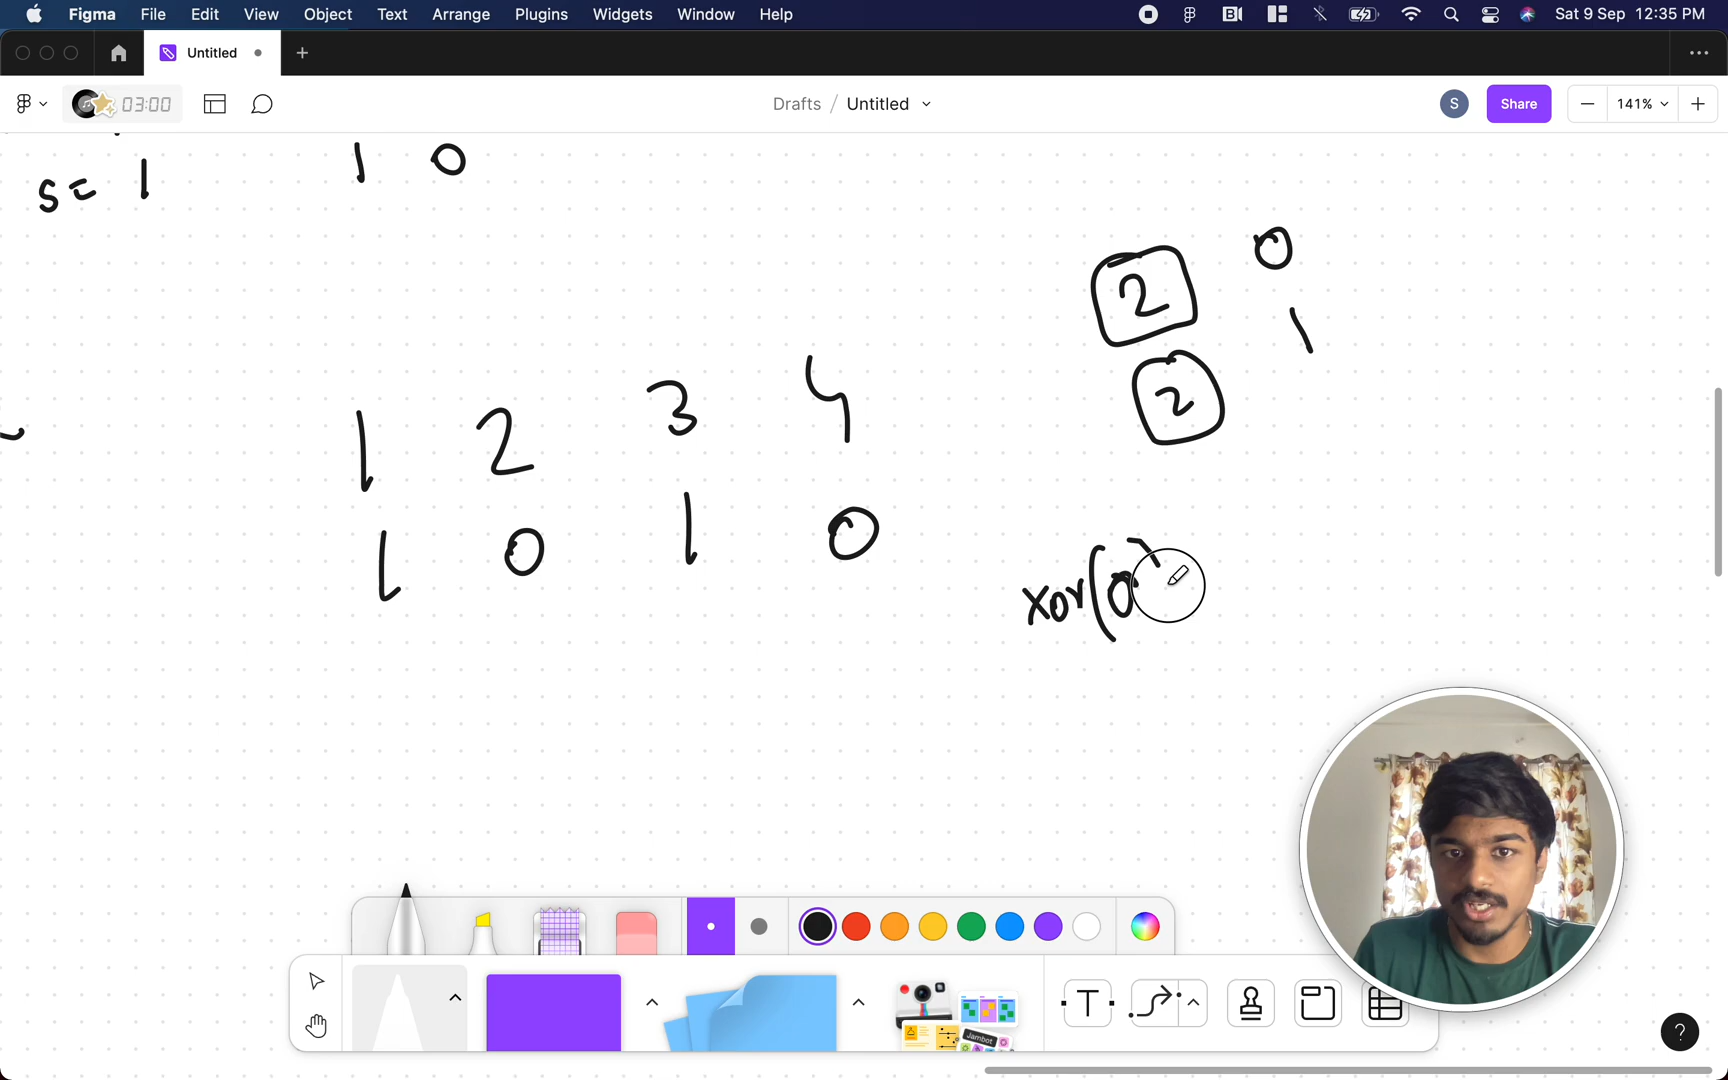 Figma File Edit View Object Text Arrange Plugins Widgets Window Help Sat 9 Sep 12:35 PM
Untitled
03:00 Drafts / Untitled S Share 141%
s= 1 1 0
2 0
1
2
1 2 3 4
1 0 1 0
xor(0
T
Jambot
?